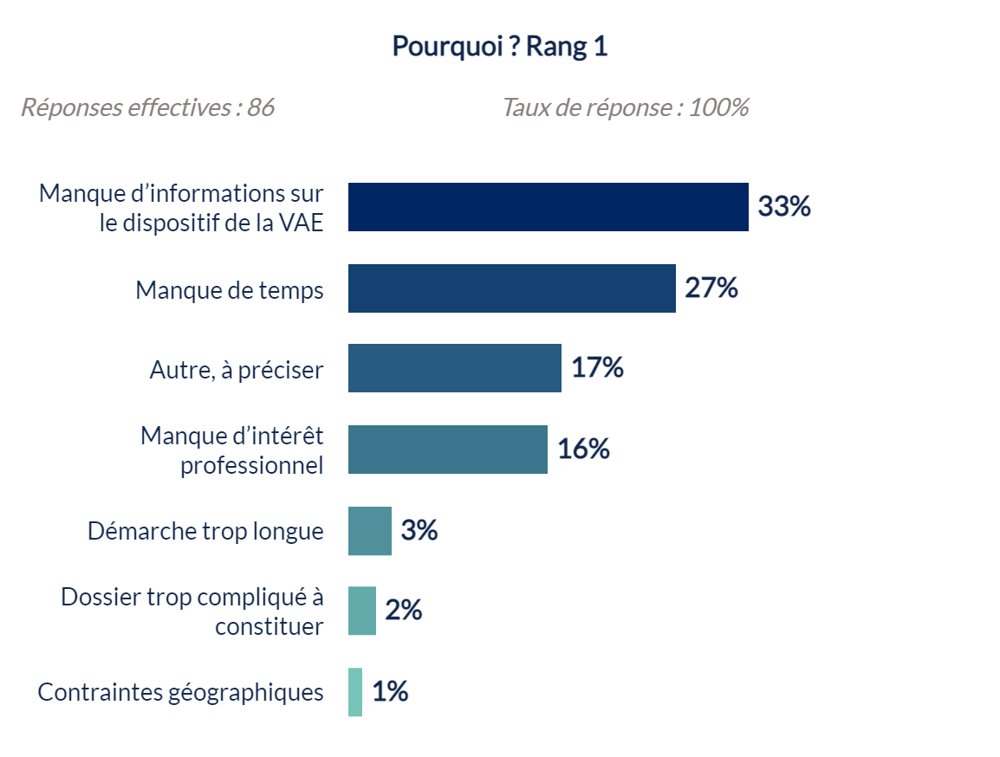 Pourquoi ? Rang 1
Réponses effectives : 86
Taux de réponse : 100%
Manque d’informations sur
le dispositif de la VAE
33%
Manque de temps
27%
Autre, à préciser
17%
Manque d’intérêt
professionnel
16%
Démarche trop longue
3%
Dossier trop compliqué à
constituer
2%
Contraintes géographiques
1%